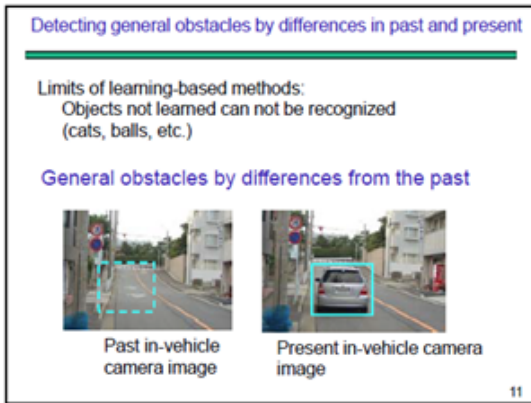 Detecting general obstacles by differences in past and present
Limits of learning-based methods:
Objects not learned can not be recognized
(cats, balls, etc.)
General obstacles by differences from the past
Past in-vehicle
camera image
Present in-vehicle camera
image
11